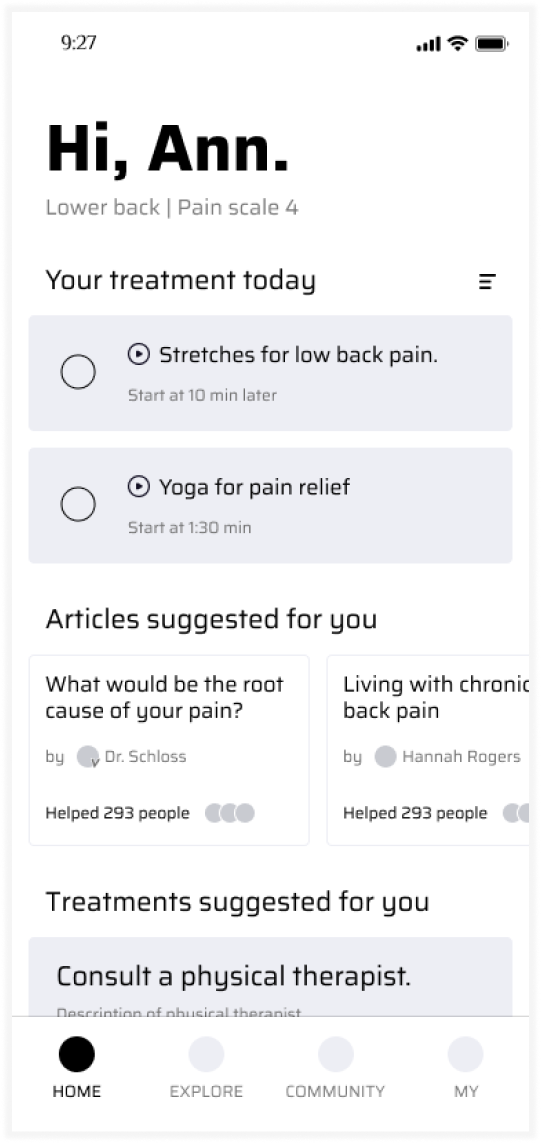 9:27
Hi, Ann.
Lower back | Pain scale 4
Your treatment today
Stretches for low back pain.
Start at 10 min later
Yoga for pain relief
Start at 1:30 min
Articles suggested for you
What would be the root
cause of your pain?
by Dr. Schloss
Helped 293 people
Living with chronic
back pain
by Hannah Rogers
Helped 293 people
Treatments suggested for you
Consult a physical therapist.
Description of physical therapist
HOME EXPLORE COMMUNITY MY